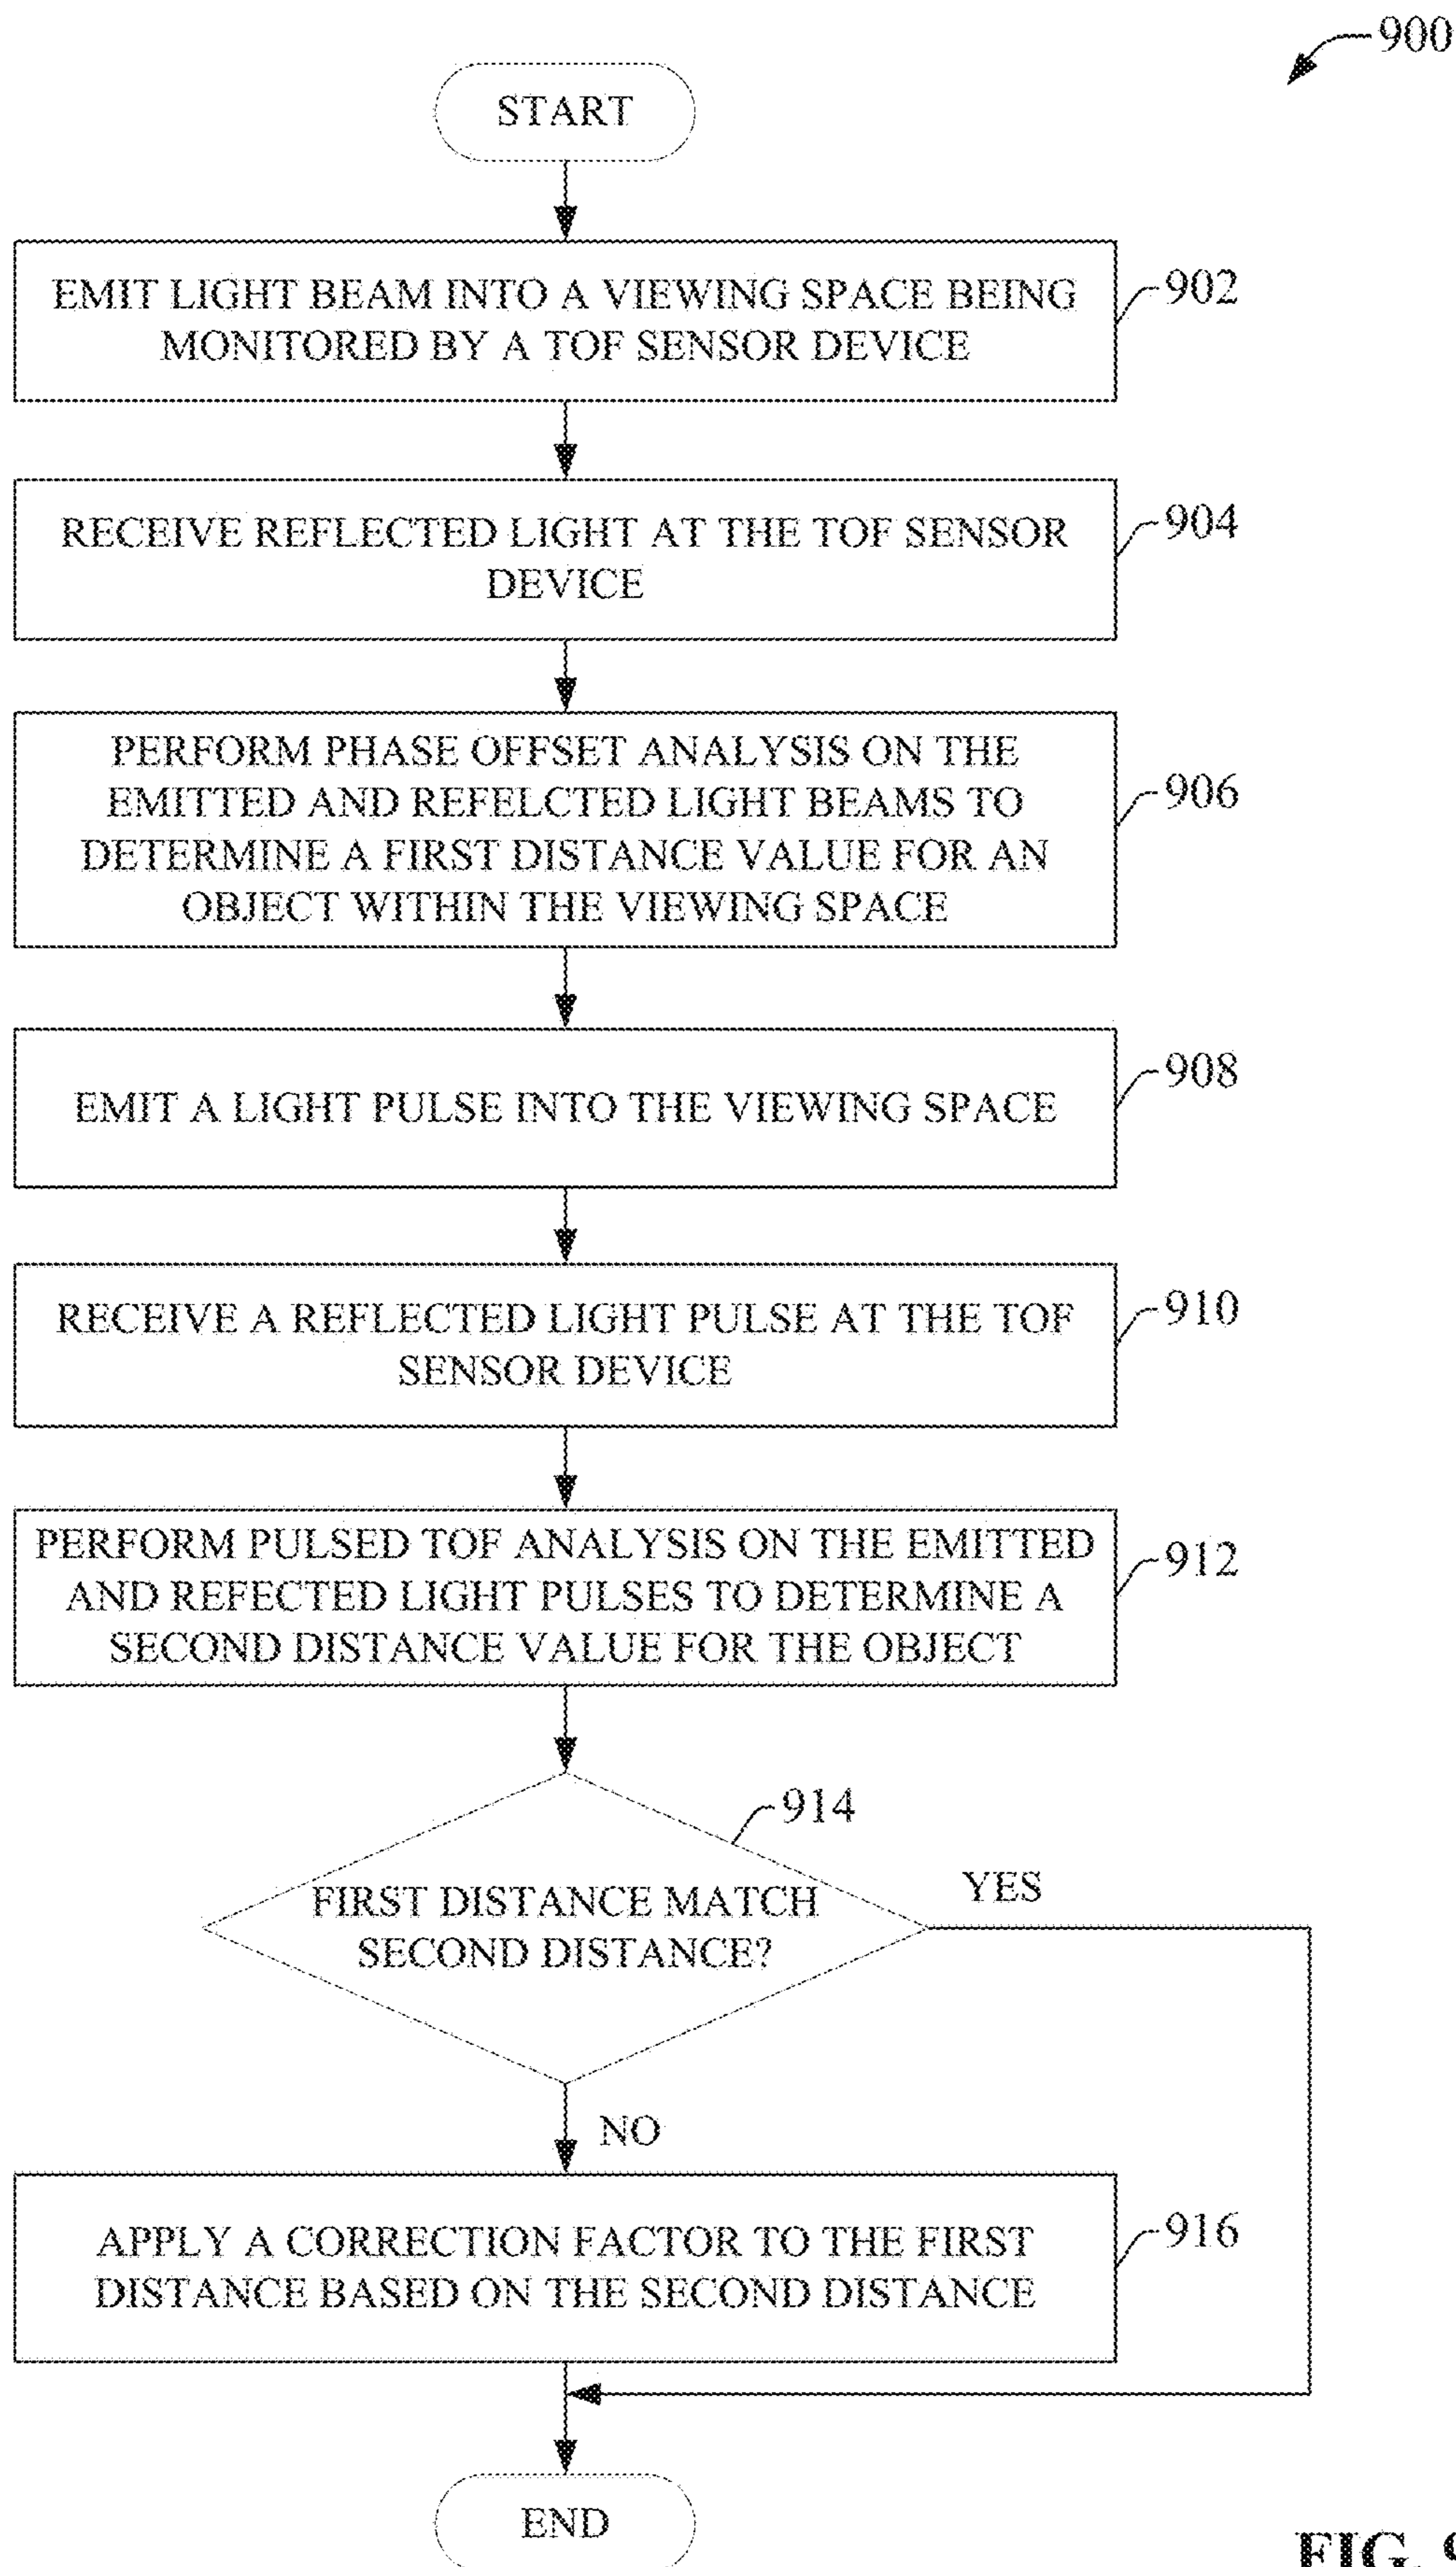 900
START
EMIT LIGHT BEAM INTO A VIEWING SPACE BEING
MONITORED BY A TOF SENSOR DEVICE
902
RECEIVE REFLECTED LIGHT AT THE TOF SENSOR
DEVICE
904
PERFORM PHASE OFFSET ANALYSIS ON THE
EMITTED AND REFELCTED LIGHT BEAMS TO
DETERMINE A FIRST DISTANCE VALUE FOR AN
OBJECT WITHIN THE VIEWING SPACE
906
EMIT A LIGHT PULSE INTO THE VIEWING SPACE
908
RECEIVE A REFLECTED LIGHT PULSE AT THE TOF
SENSOR DEVICE
910
PERFORM PULSED TOF ANALYSIS ON THE EMITTED
AND REFECTED LIGHT PULSES TO DETERMINE A
SECOND DISTANCE VALUE FOR THE OBJECT
912
914
FIRST DISTANCE MATCH
SECOND DISTANCE?
YES
NO
APPLY A CORRECTION FACTOR TO THE FIRST
DISTANCE BASED ON THE SECOND DISTANCE
916
END
FIG. 9